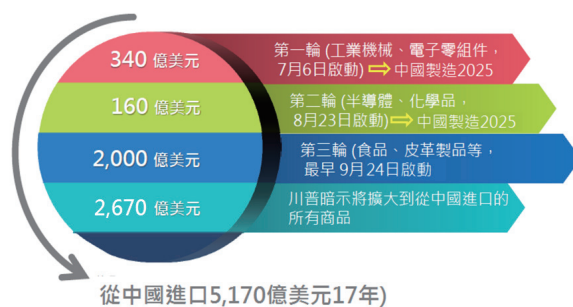 340 億美元
第一輪 (工業機械、電子零組件，
7月6日啟動) ⇨ 中國製造2025
160 億美元
第二輪 (半導體、化學品，
8月23日啟動) ⇨ 中國製造2025
2,000 億美元
第三輪 (食品、皮革製品等，
最早 9月24日啟動
2,670 億美元
川普暗示將擴大到從中國進口的
所有商品
從中國進口5,170億美元17年)